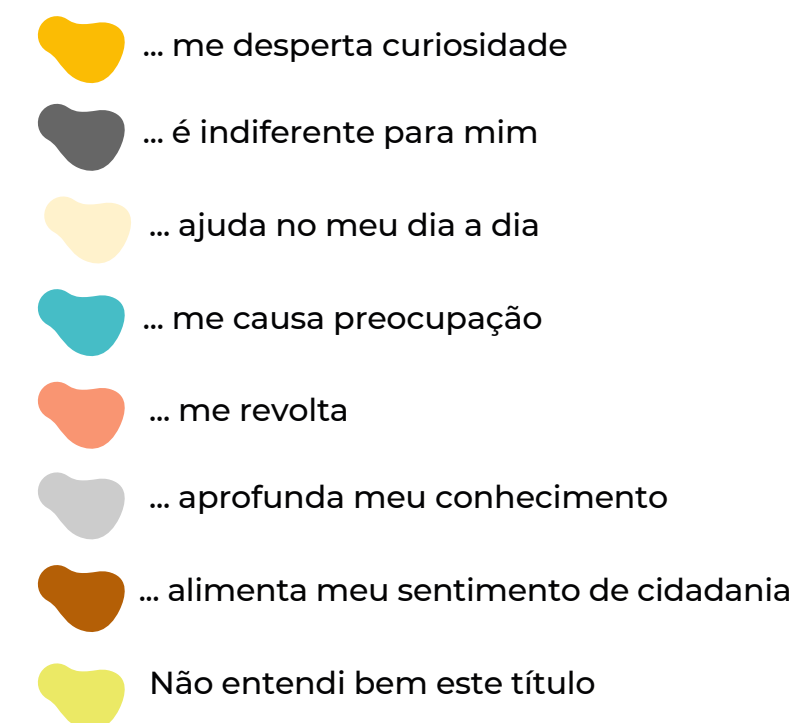 ... me desperta curiosidade
... é indiferente para mim
... ajuda no meu dia a dia
... me causa preocupação
... me revolta
... aprofunda meu conhecimento
... alimenta meu sentimento de cidadania
Não entendi bem este título